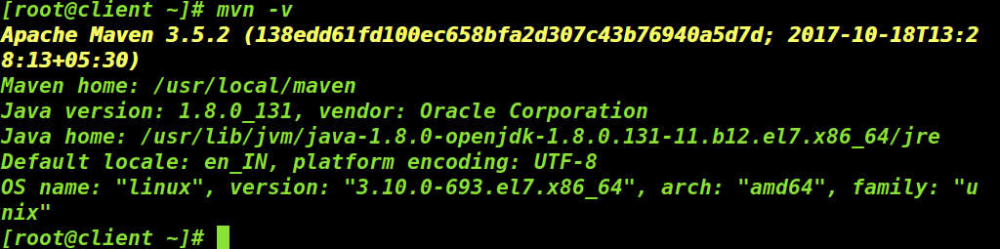 [root@client ~]# mvn -v
Apache Maven 3.5.2 (138edd61fd100ec658bfa2d307c43b76940a5d7d; 2017-10-18T13:2
8:13+05:30)
Maven home: /usr/local/maven
Java version: 1.8.0_131, vendor: Oracle Corporation
Java home: /usr/lib/jvm/java-1.8.0-openjdk-1.8.0.131-11.b12.el7.x86_64/jre
Default locale: en_IN, platform encoding: UTF-8
OS name: "linux", version: "3.10.0-693.el7.x86_64", arch: "amd64", family: "u
nix"
[root@client ~]#